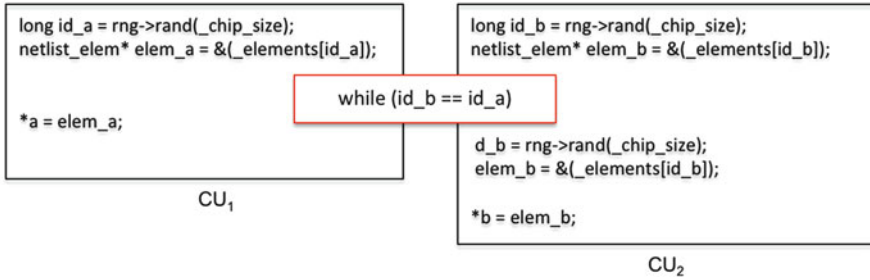 long id_a = rng->rand(_chip_size);
netlist_elem* elem_a = &(_elements[id_a]);
*a = elem_a;
CU1
while (id_b == id_a)
long id_b = rng->rand(_chip_size);
netlist_elem* elem_b = &(_elements[id_b]);
d_b = rng->rand(_chip_size);
elem_b = &(_elements[id_b]);
*b = elem_b;
CU2